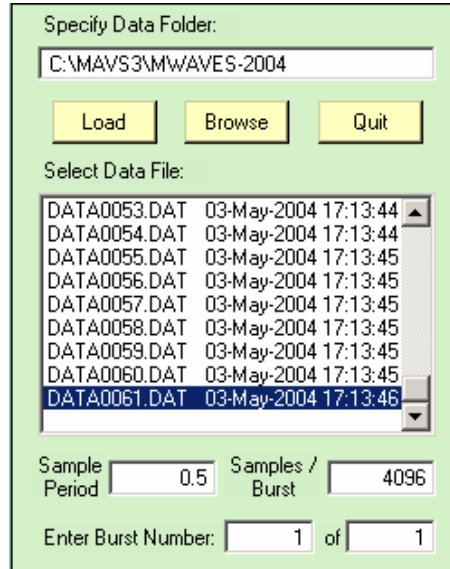 Specify Data Folder:
C:\MAVS3\MWAVES-2004
Load Browse Quit
Select Data File:
DATA0053.DAT 03-May-2004 17:13:44
DATA0054.DAT 03-May-2004 17:13:44
DATA0055.DAT 03-May-2004 17:13:45
DATA0056.DAT 03-May-2004 17:13:45
DATA0057.DAT 03-May-2004 17:13:45
DATA0058.DAT 03-May-2004 17:13:45
DATA0059.DAT 03-May-2004 17:13:45
DATA0060.DAT 03-May-2004 17:13:45
DATA0061.DAT 03-May-2004 17:13:46
Sample Period 0.5 Samples / Burst 4096
Enter Burst Number: 1 of 1